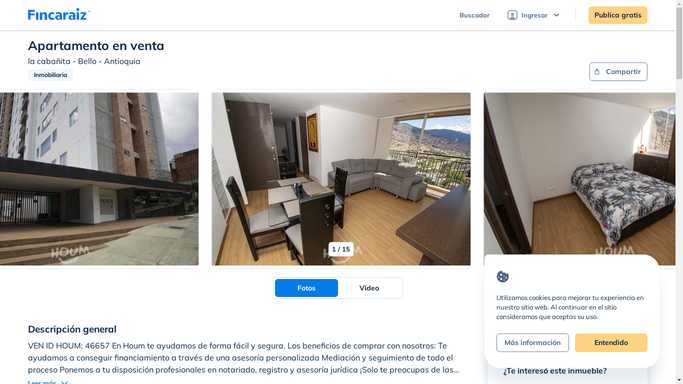 Fincaraiz
Buscador
Ingresar
Publica gratis
Apartamento en venta
la cabañita - Bello - Antioquia
Inmobiliaria
Compartir
HOUM
HOUM
1 / 15
Fotos
Video
Descripción general
VEN ID HOUM: 46657 En Houm te ayudamos de forma fácil y segura. Los beneficios de comprar con nosotros: Te
ayudamos a conseguir financiamiento a través de una asesoría personalizada Mediación y seguimiento de todo el
proceso Ponemos a tu disposición profesionales en notariado, registro y asesoría jurídica ¡Solo te preocupas de las...
Leer más
Utilizamos cookies para mejorar tu experiencia en
nuestro sitio web. Al continuar en el sitio
consideramos que aceptas su uso.
Más información
Entendido
¿Te interesó este inmueble?